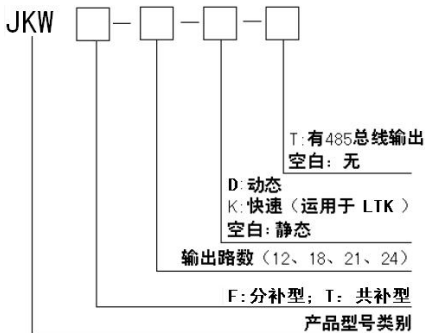 JKW □—□—□—□
T:有485总线输出
空白：无
D:动态
K:快速（运用于 LTK ）
空白:静态
输出路数（12、18、21、24）
F:分补型；T：共补型
产品型号类别